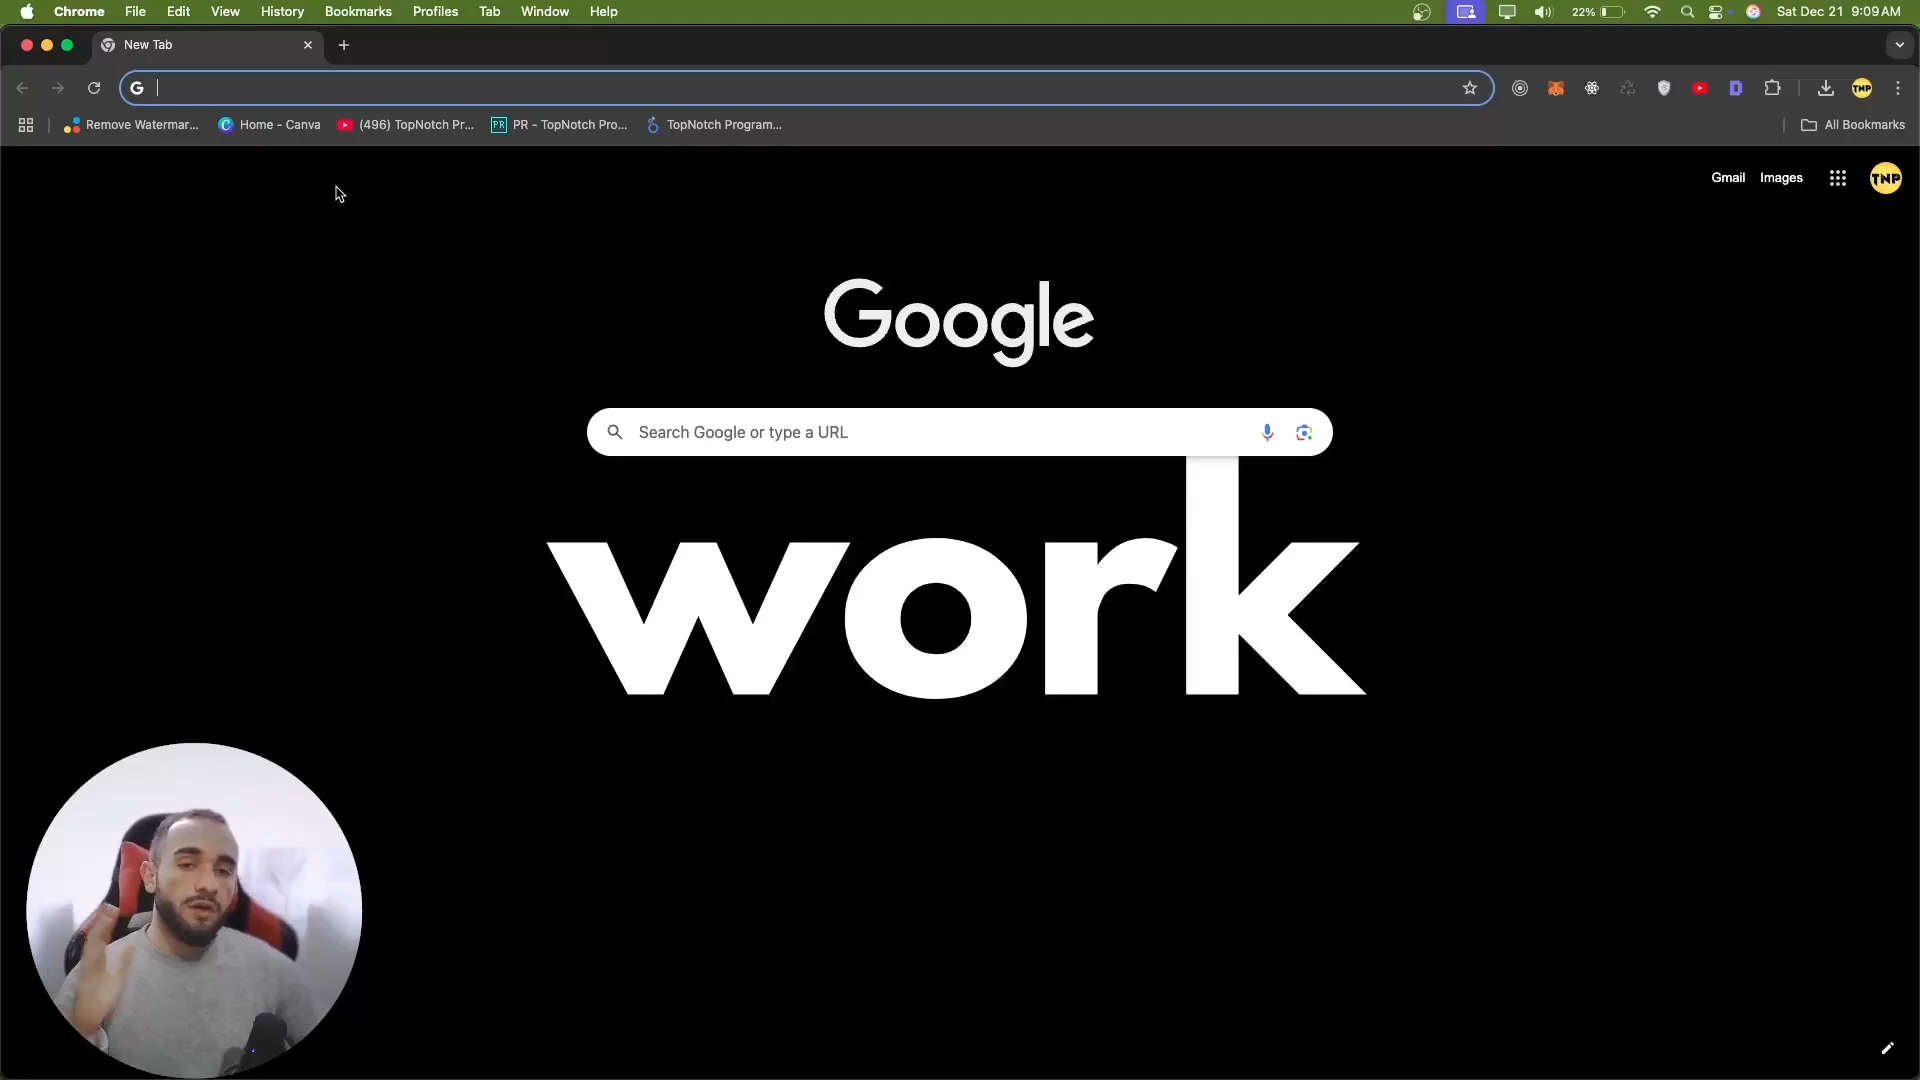 Chrome File Edit View History Bookmarks Profiles Tab Window Help 22% Sat Dec 21 9:09 AM
New Tab
G
Remove Watermar... Home - Canva (496) TopNotch Pr... PR PR - TopNotch Pro... TopNotch Program... All Bookmarks
Gmail Images TNP
Google
Search Google or type a URL
work